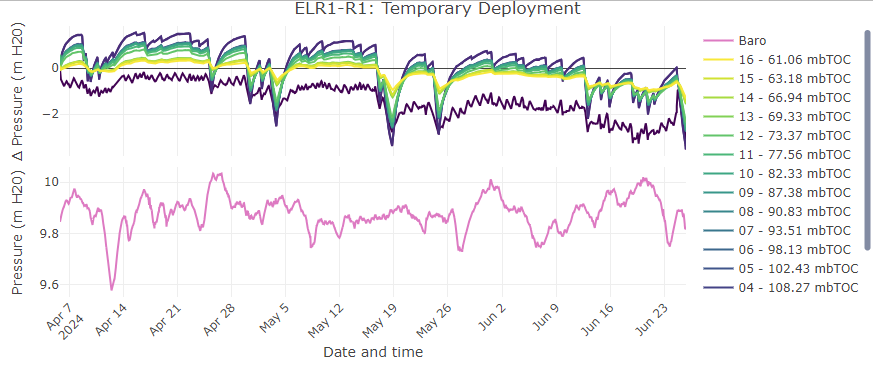 ELR1-R1: Temporary Deployment
Δ Pressure (m H20)
0
−2
Pressure (m H20)
10
9.8
9.6
Apr 7
2024
Apr 14
Apr 21
Apr 28
May 5
May 12
May 19
May 26
Jun 2
Jun 9
Jun 16
Jun 23
Date and time
Baro
16 - 61.06 mbTOC
15 - 63.18 mbTOC
14 - 66.94 mbTOC
13 - 69.33 mbTOC
12 - 73.37 mbTOC
11 - 77.56 mbTOC
10 - 82.33 mbTOC
09 - 87.38 mbTOC
08 - 90.83 mbTOC
07 - 93.51 mbTOC
06 - 98.13 mbTOC
05 - 102.43 mbTOC
04 - 108.27 mbTOC